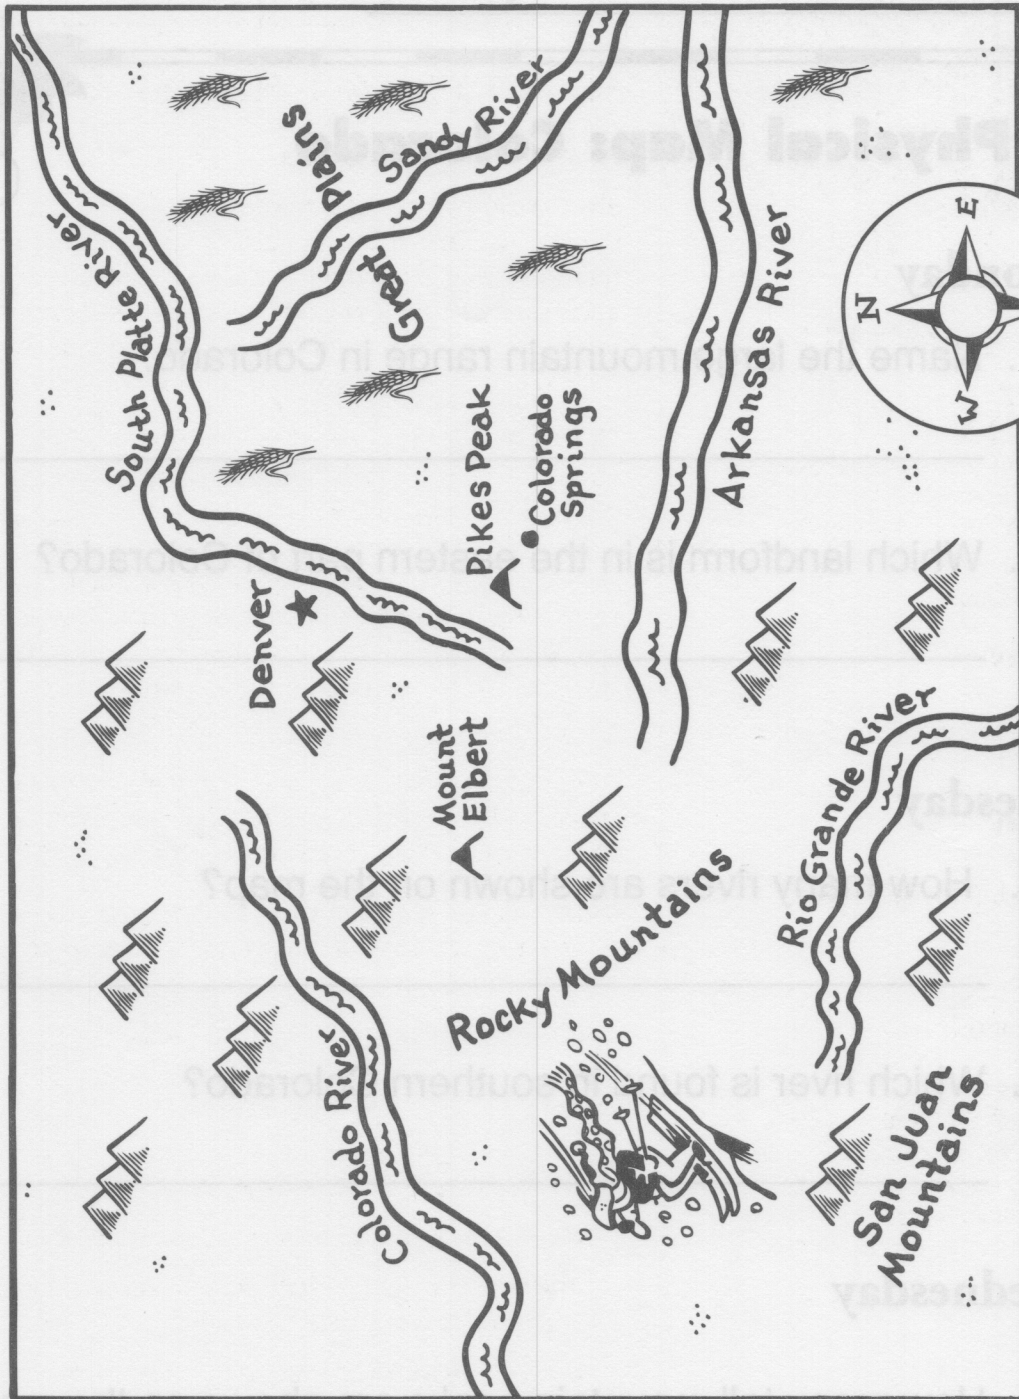 South Platte River
Denver
Colorado River
Great Plains
Sandy River
Mount
Elbert
Pikes Peak
Colorado
Springs
Rocky Mountains
Arkansas River
Río Grande River
San Juan
Mountains
N
W
E